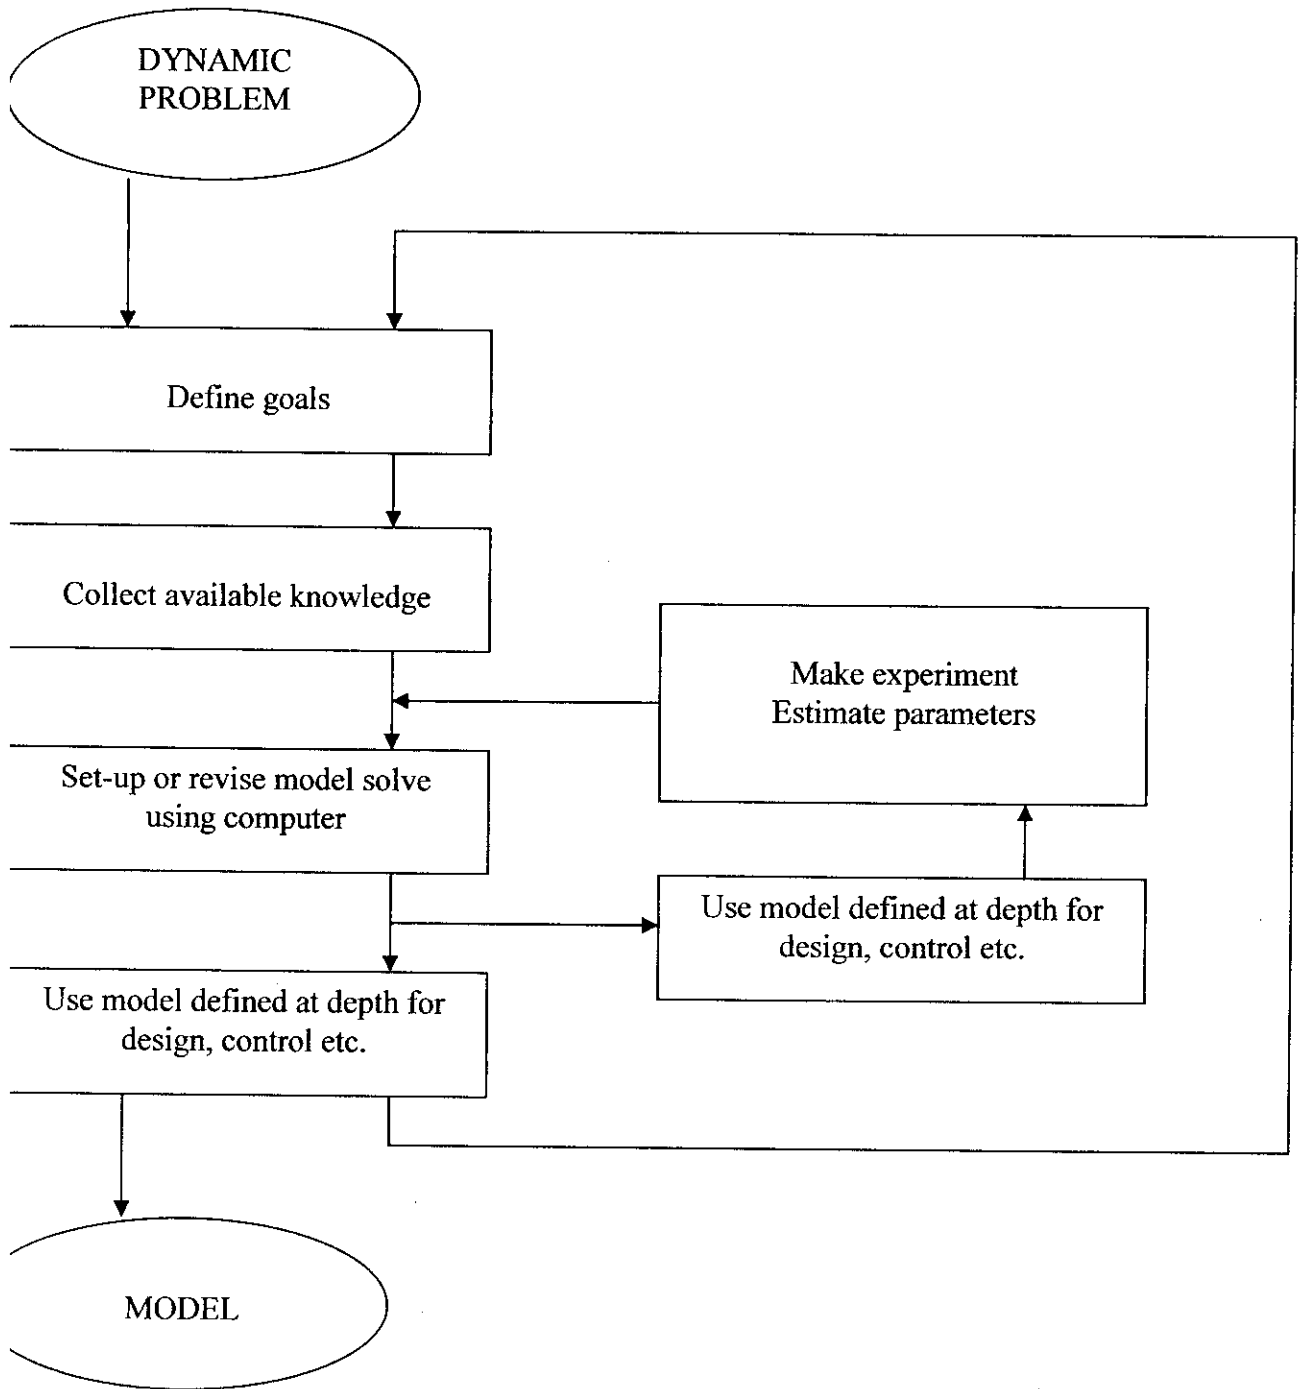 DYNAMIC
PROBLEM
Define goals
Collect available knowledge
Make experiment
Estimate parameters
Set-up or revise model solve
using computer
Use model defined at depth for
design, control etc.
Use model defined at depth for
design, control etc.
MODEL